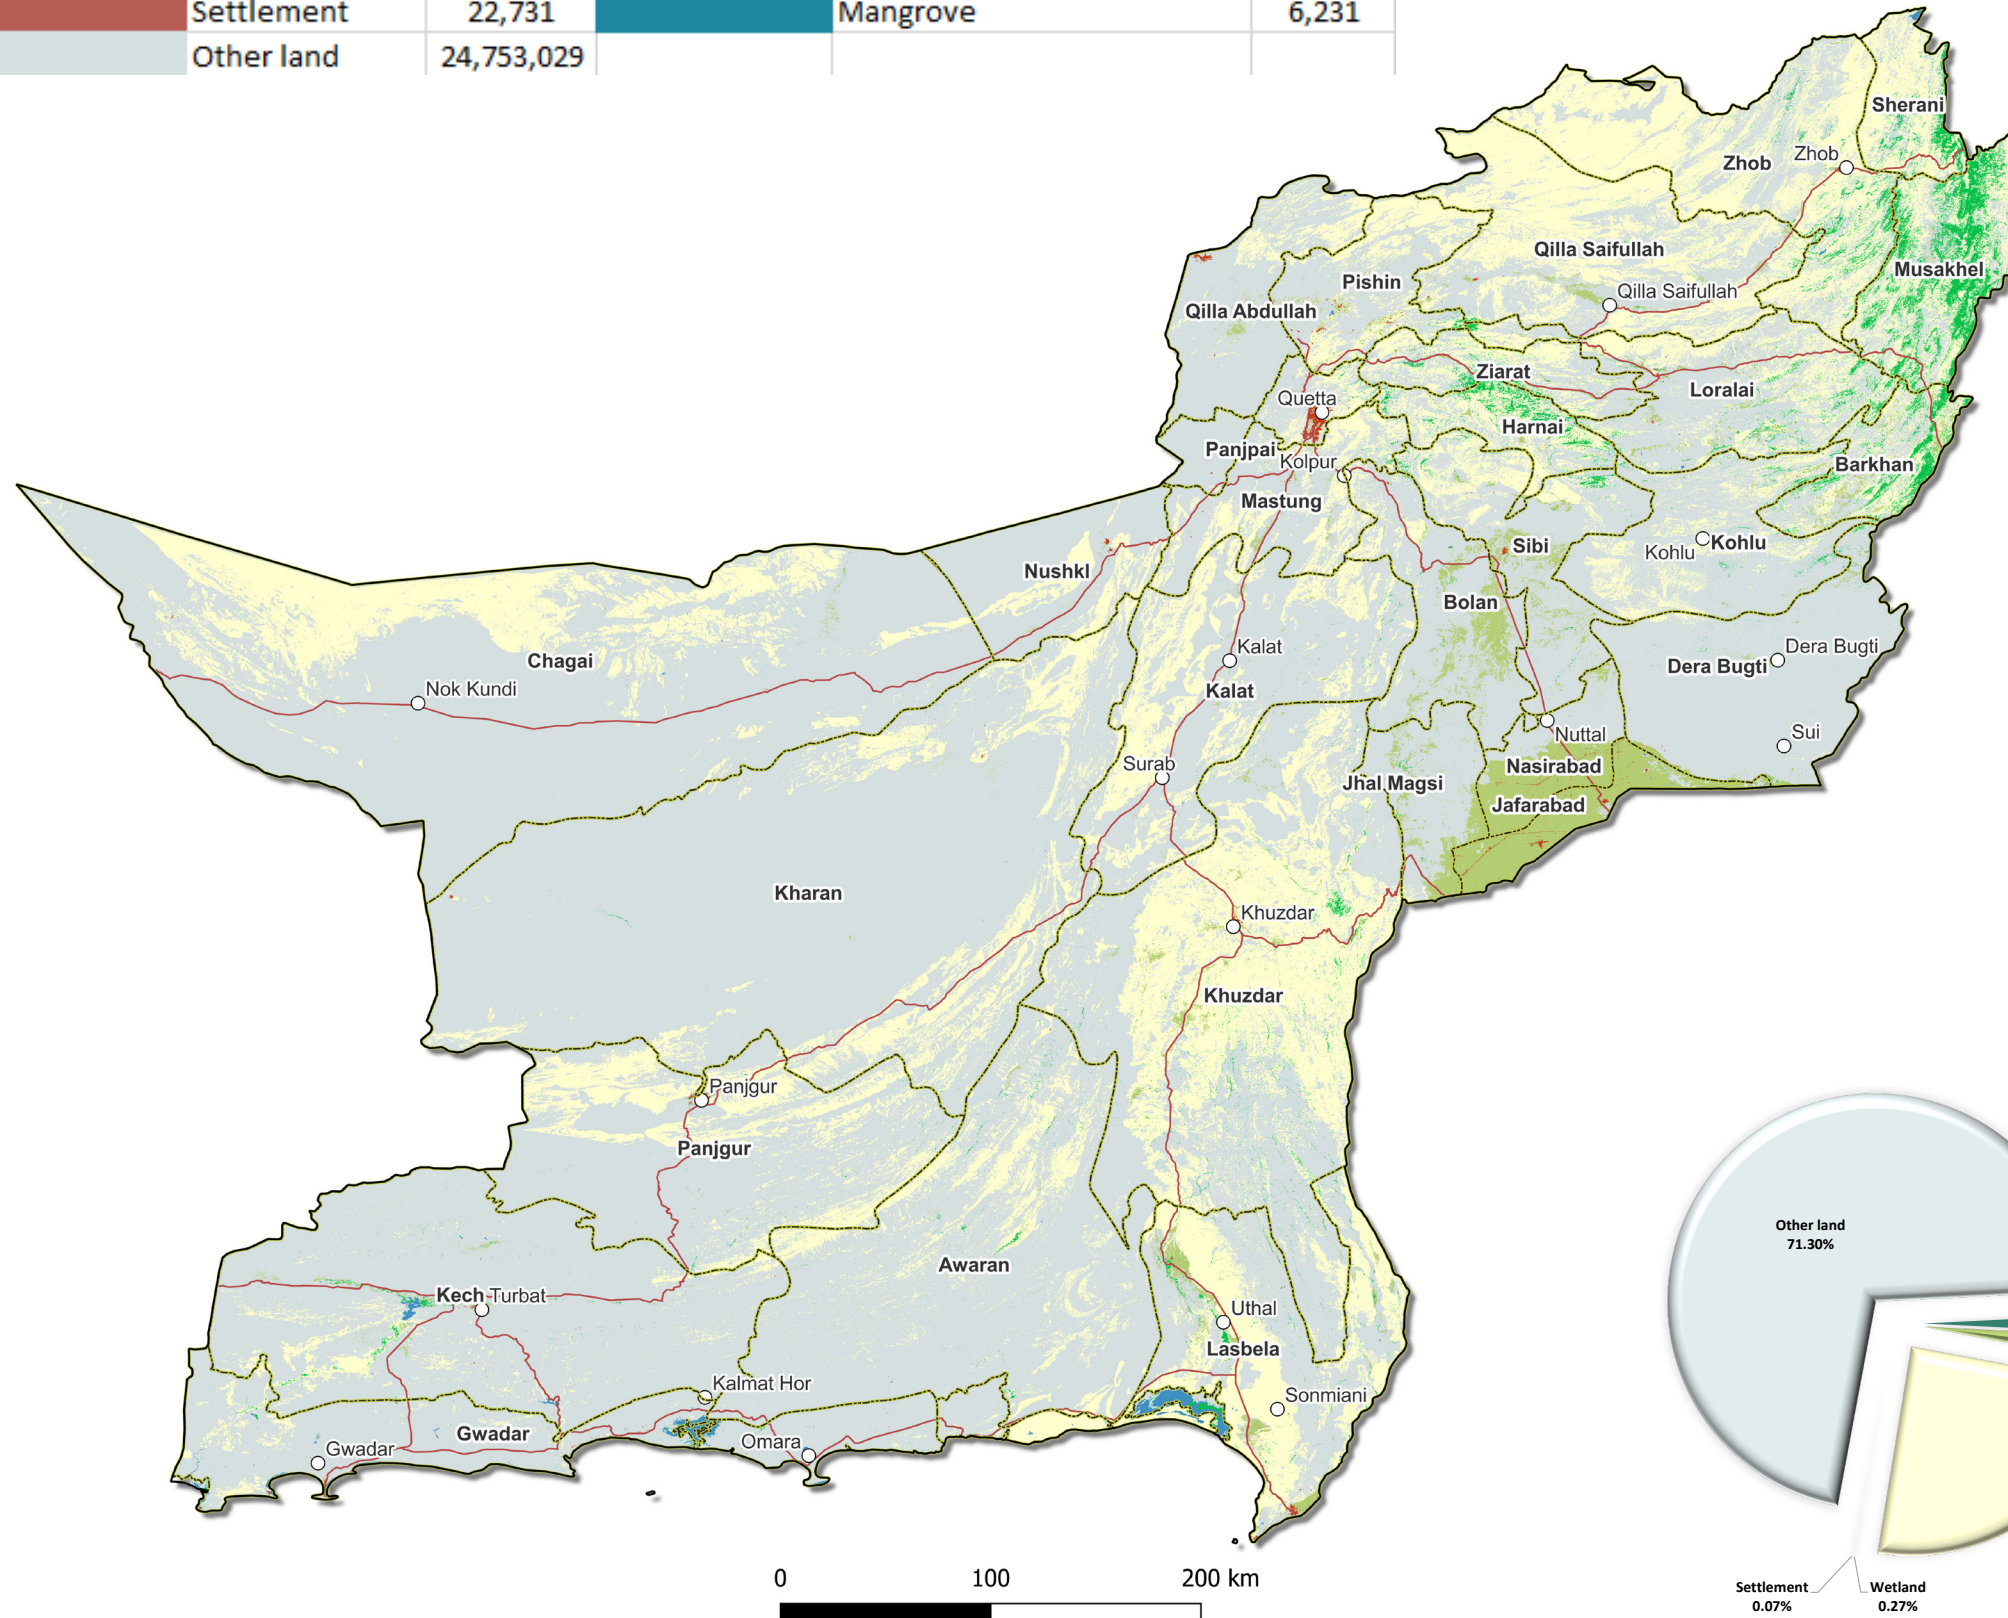 Settlement 22,731 Mangrove 6,231
Other land 24,753,029
Sherani
Zhob Zhob
Qilla Saifullah
Musakhel
Pishin
Qilla Saifullah
Qilla Abdullah
Ziarat
Loralai
Quetta
Harnai
Panjpai
Kolpur
Barkhan
Mastung
Sibi
Kohlu Kohlu
Nushkl
Bolan
Kalat
Dera Bugti
Chagai
Dera Bugti
Nok Kundi
Kalat
Sui
Nuttal
Surab
Nasirabad
Jhal Magsi
Jafarabad
Kharan
Khuzdar
Khuzdar
Panjgur
Panjgur
Other land
71.30%
Awaran
Kech Turbat
Uthal
Lasbela
Kalmat Hor
Sonmiani
Gwadar
Omara
Gwadar
0 100 200 km
Settlement
0.07%
Wetland
0.27%